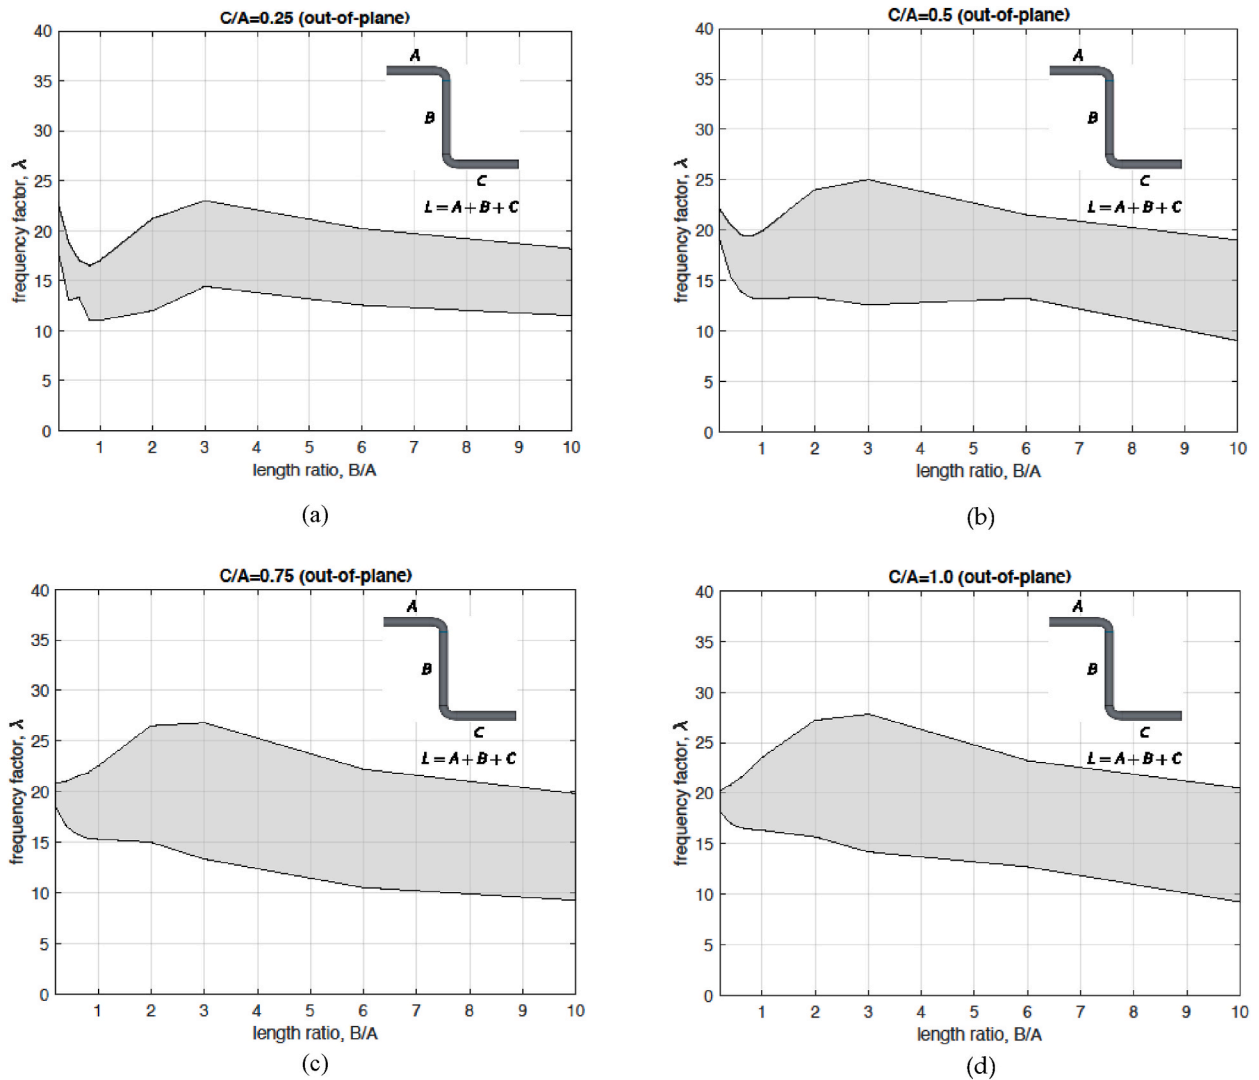 C/A=0.25 (out-of-plane)
40
35
30
25
20
15
10
5
0
frequency factor, λ
A
B
C
L = A + B + C
1 2 3 4 5 6 7 8 9 10
length ratio, B/A
(a)
C/A=0.5 (out-of-plane)
40
35
30
25
20
15
10
5
0
frequency factor, λ
A
B
C
L = A + B + C
1 2 3 4 5 6 7 8 9 10
length ratio, B/A
(b)
C/A=0.75 (out-of-plane)
40
35
30
25
20
15
10
5
0
frequency factor, λ
A
B
C
L = A + B + C
1 2 3 4 5 6 7 8 9 10
length ratio, B/A
(c)
C/A=1.0 (out-of-plane)
40
35
30
25
20
15
10
5
0
frequency factor, λ
A
B
C
L = A + B + C
1 2 3 4 5 6 7 8 9 10
length ratio, B/A
(d)